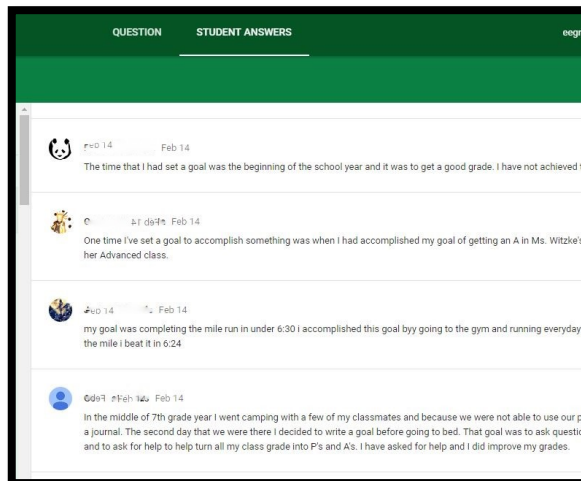 QUESTION STUDENT ANSWERS
Feb 14
The time that I had set a goal was the beginning of the school year and it was to get a good grade. I have not achieved
Feb 14
One time I've set a goal to accomplish something was when I had accomplished my goal of getting an A in Ms. Witzke's
her Advanced class.
Feb 14
my goal was completing the mile run in under 6:30 i accomplished this goal byy going to the gym and running everyday
the mile i beat it in 6:24
Feb 14
In the middle of 7th grade year I went camping with a few of my classmates and because we were not able to use our
a journal. The second day that we were there I decided to write a goal before going to bed. That goal was to ask
and to ask for help to help turn all my class grade into P's and A's. I have asked for help and I did improve my grades.